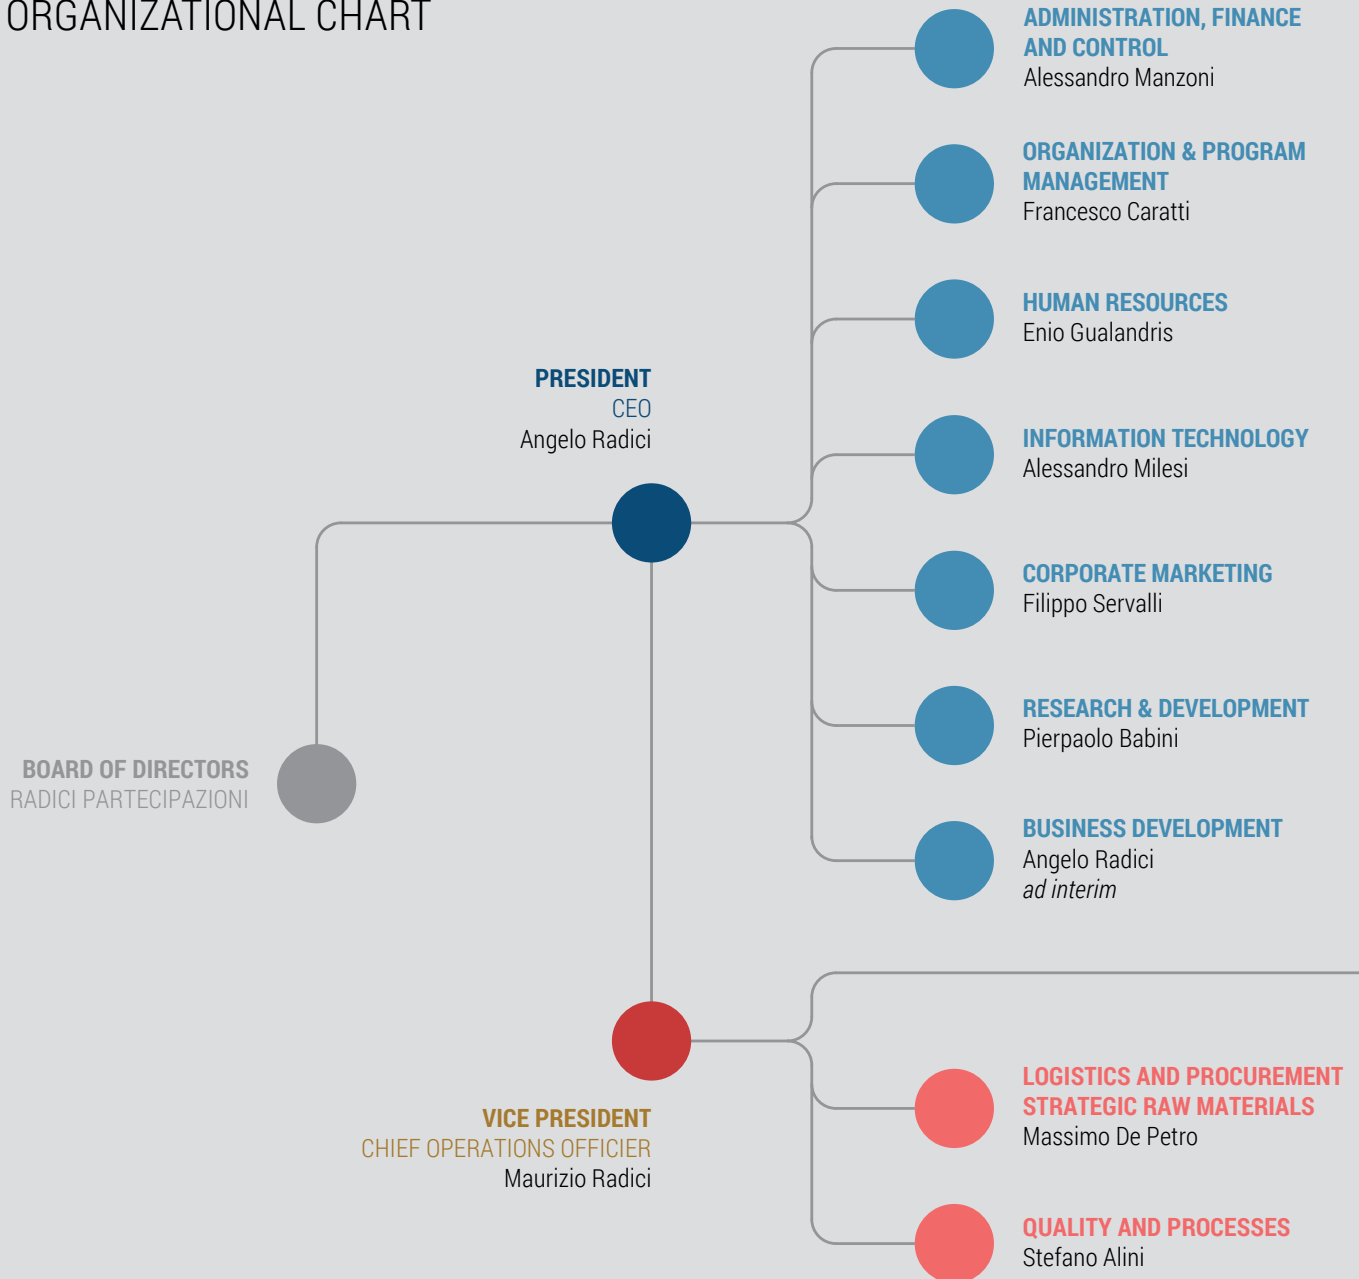 ORGANIZATIONAL CHART
ADMINISTRATION, FINANCE
AND CONTROL
Alessandro Manzoni
ORGANIZATION & PROGRAM
MANAGEMENT
Francesco Caratti
HUMAN RESOURCES
Enio Gualandris
PRESIDENT
CEO
Angelo Radici
INFORMATION TECHNOLOGY
Alessandro Milesi
CORPORATE MARKETING
Filippo Servalli
RESEARCH & DEVELOPMENT
Pierpaolo Babini
BOARD OF DIRECTORS
RADICI PARTECIPAZIONI
BUSINESS DEVELOPMENT
Angelo Radici
ad interim
VICE PRESIDENT
CHIEF OPERATIONS OFFICIER
Maurizio Radici
LOGISTICS AND PROCUREMENT
STRATEGIC RAW MATERIALS
Massimo De Petro
QUALITY AND PROCESSES
Stefano Alini